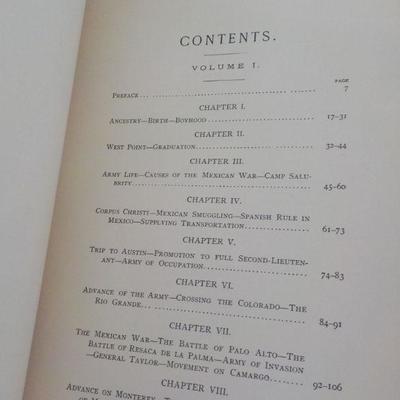 CONTENTS.
VOLUME I.
PAGE
Preface 7
CHAPTER I.
Ancestry—Birth—Boyhood 17-31
CHAPTER II.
West Point—Graduation 32-44
CHAPTER III.
Army Life—Causes of the Mexican War—Camp Salu-
brity 45-60
CHAPTER IV.
Corpus Christi—Mexican Smuggling—Spanish Rule in
Mexico—Supplying Transportation 61-73
CHAPTER V.
Trip to Austin—Promotion to full Second-Lieuten-
ant—Army of Occupation 74-83
CHAPTER VI.
Advance of the Army—Crossing the Colorado—The
Rio Grande 84-91
CHAPTER VII.
The Mexican War—The Battle of Palo Alto—The
Battle of Resaca de la Palma—Army of Invasion
—General Taylor—Movement on Camargo 92-106
CHAPTER VIII.
Advance on Monterey